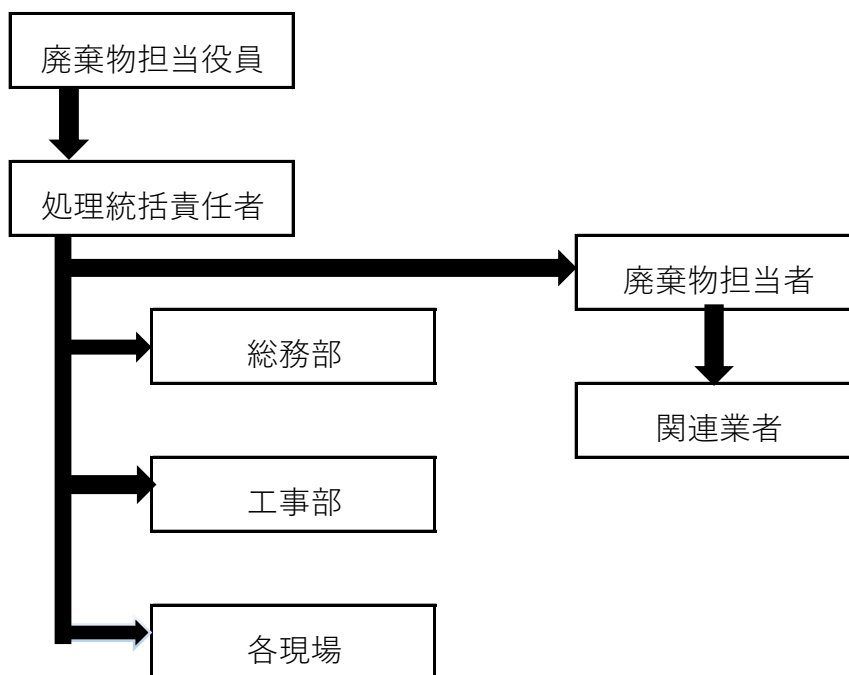 廃棄物担当役員
処理統括責任者
廃棄物担当者
総務部
関連業者
工事部
各現場